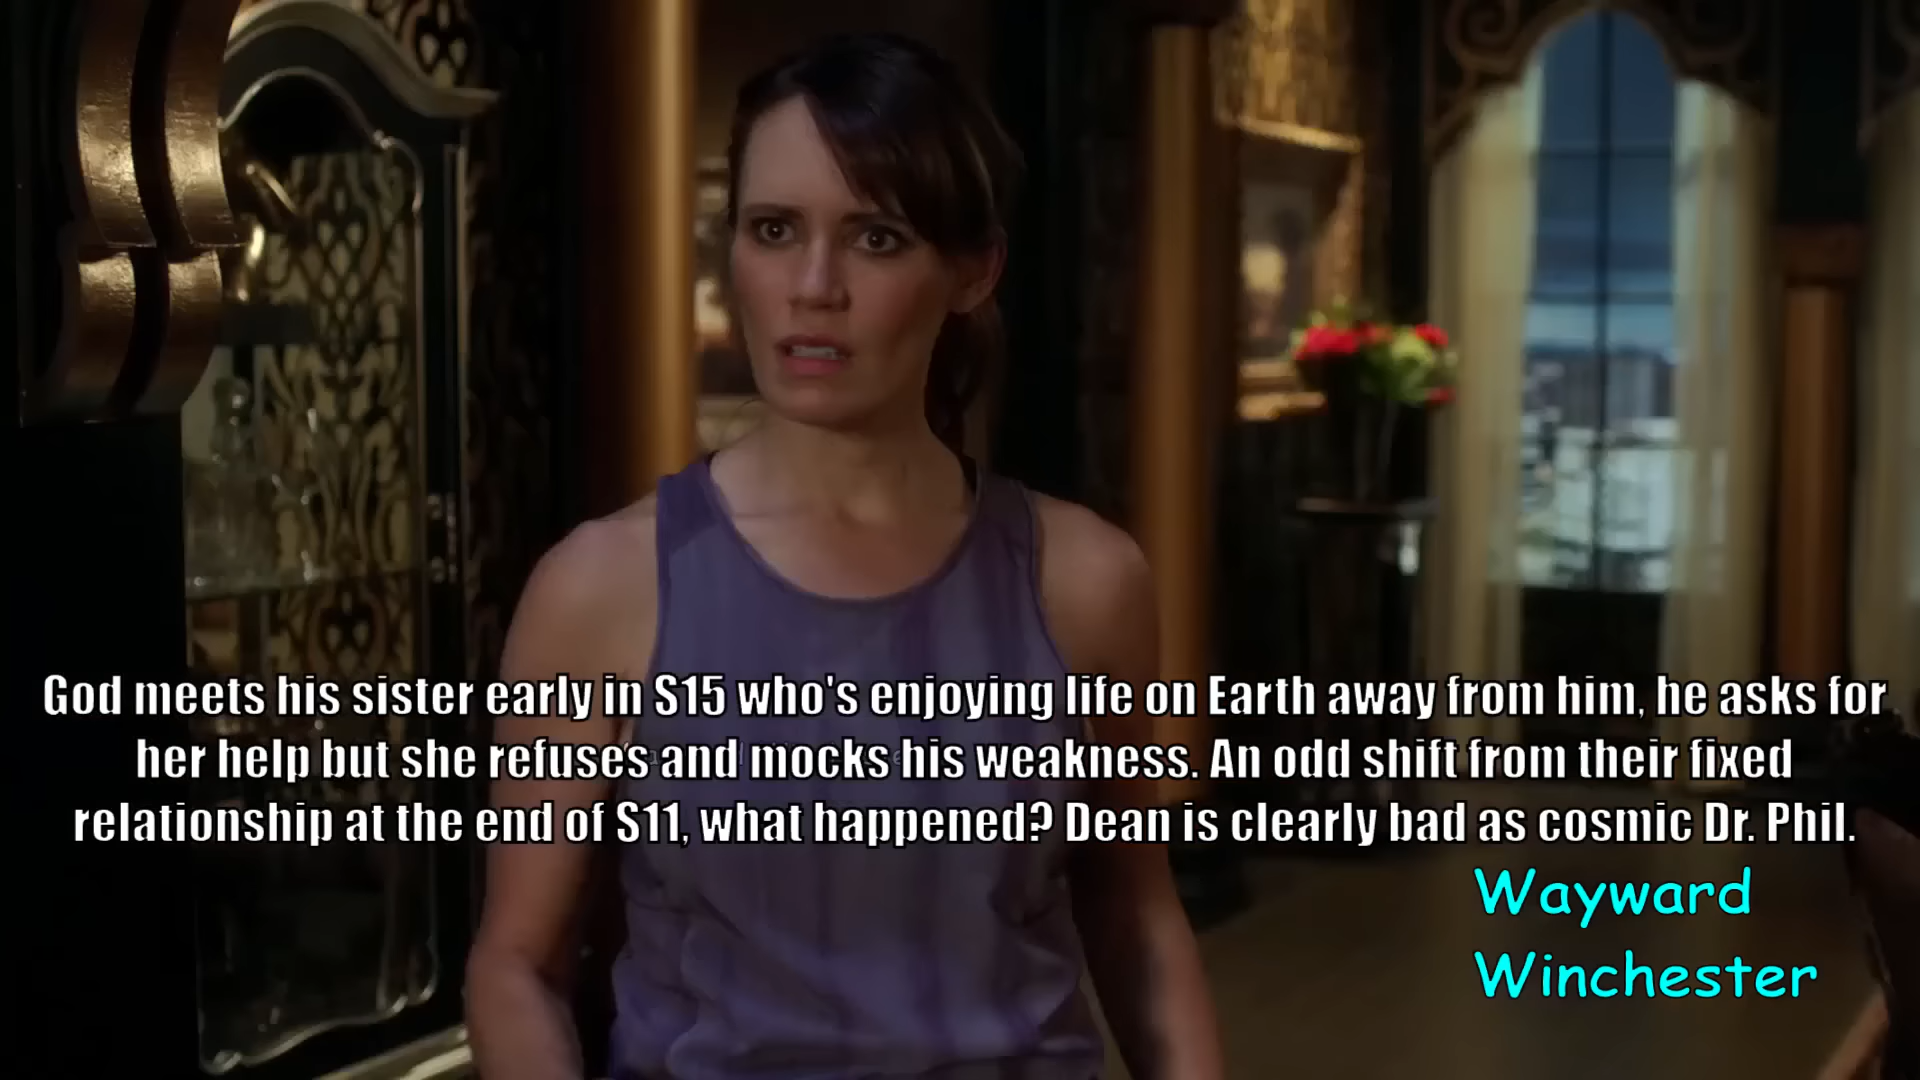 God meets his sister early in S15 who's enjoying life on Earth away from him, he asks for
her help but she refuses and mocks his weakness. An odd shift from their fixed
relationship at the end of S11, what happened? Dean is clearly bad as cosmic Dr. Phil.
Wayward
Winchester